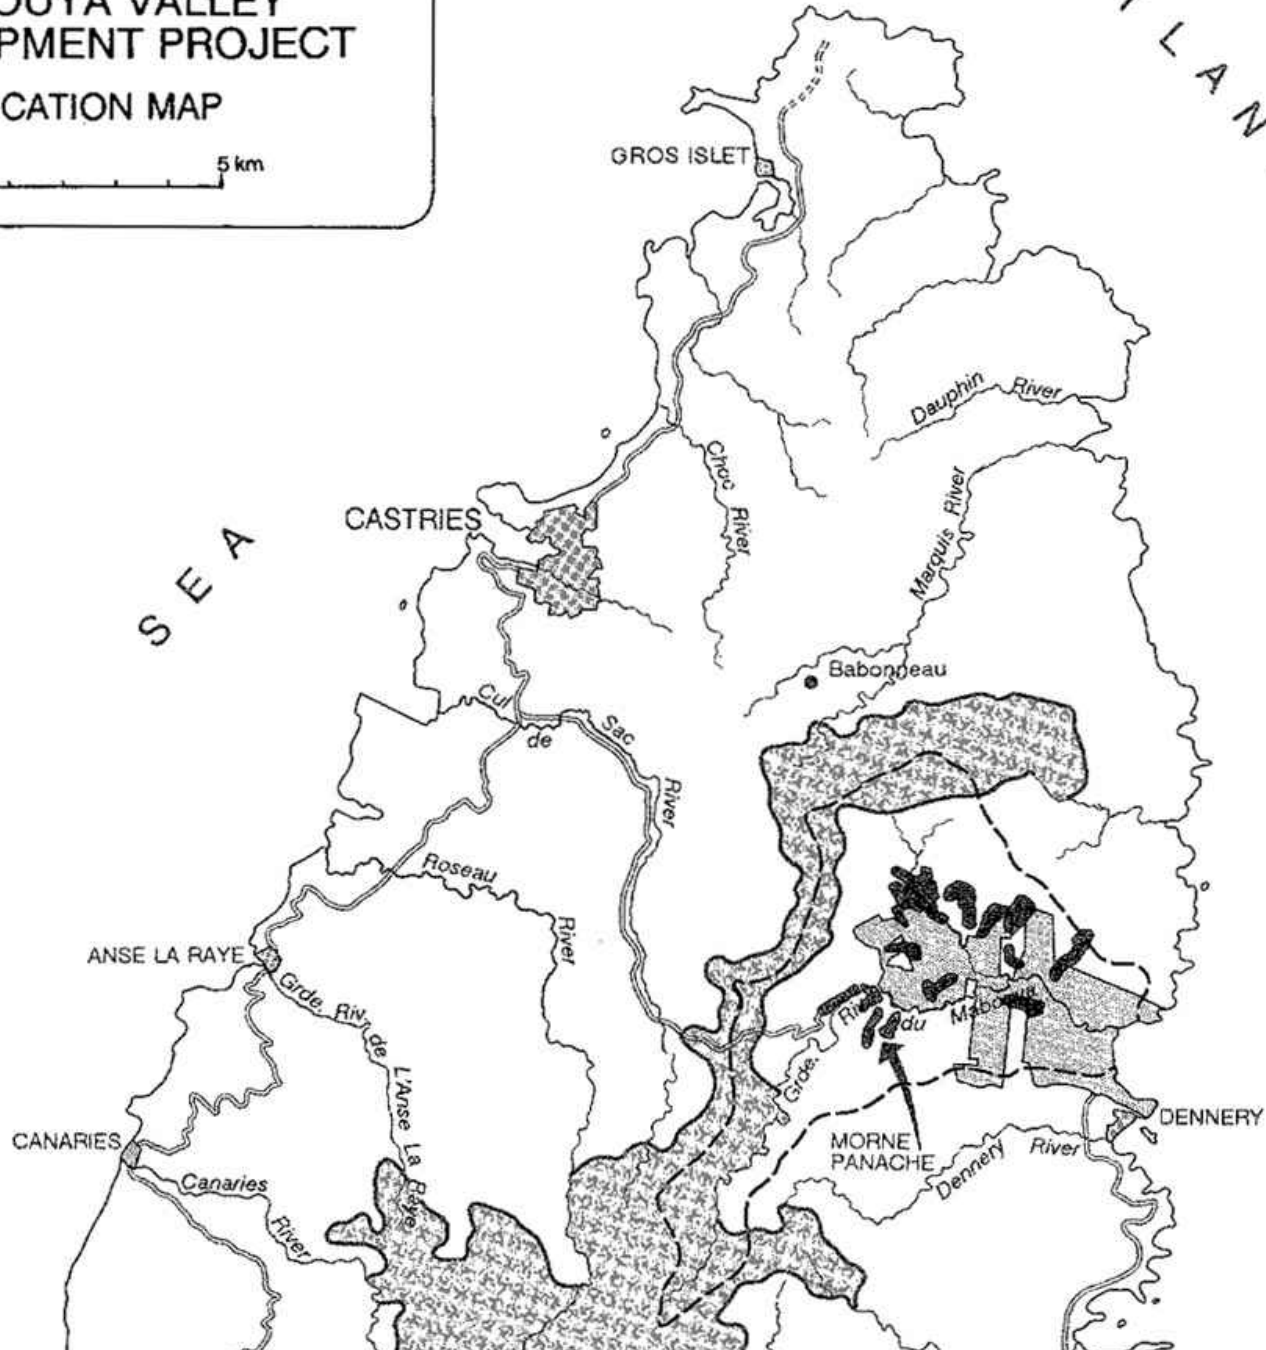 PMENT PROJECT
CATION MAP
5 km
LAN
GROS ISLET
Dauphin River
Choc River
Marquis River
CASTRIES
SEA
Babonneau
Cul de Sac River
Roseau River
ANSE LA RAYE
Grde. Riv. de L'Anse La Raye
Grde. Riv. du Mabouya
CANARIES
Canaries River
MORNE
PANACHE
Dennery River
DENNERY